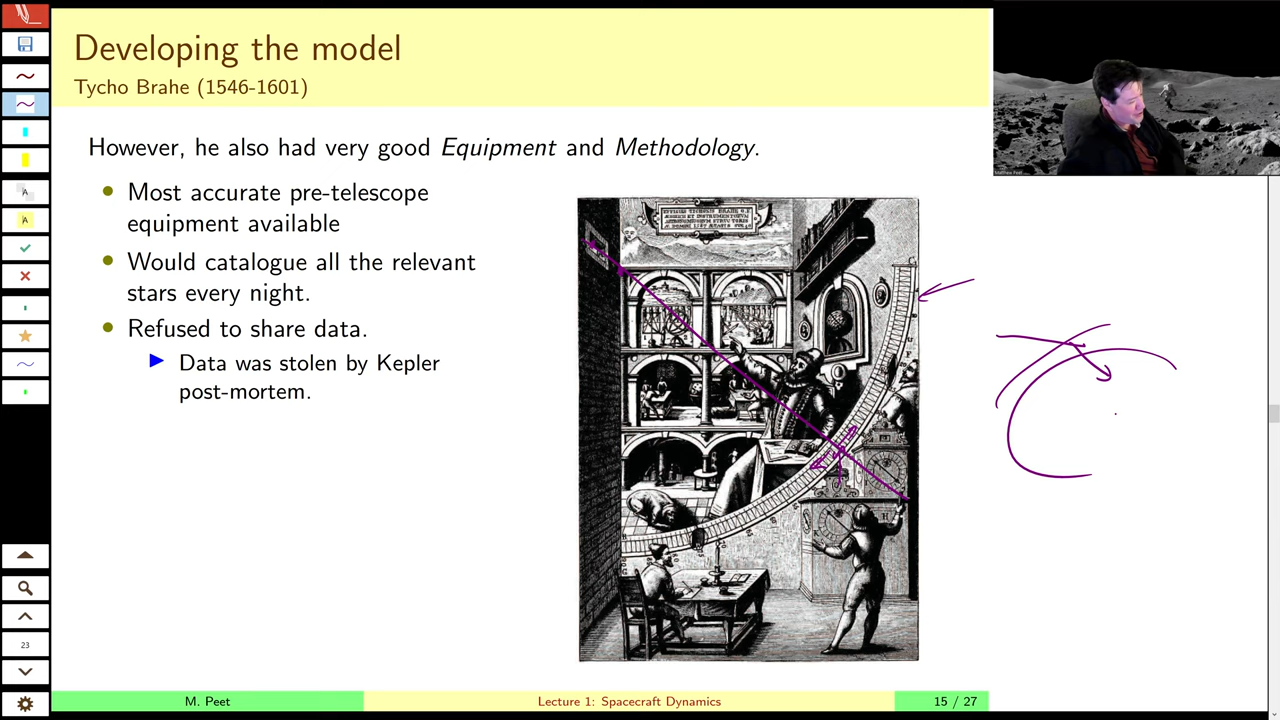 Developing the model
Tycho Brahe (1546-1601)
However, he also had very good Equipment and Methodology.
Most accurate pre-telescope
equipment available
Would catalogue all the relevant
stars every night.
Refused to share data.
Data was stolen by Kepler
post-mortem.
M. Peet
Lecture 1: Spacecraft Dynamics
15 / 27
23
Matthew Peet